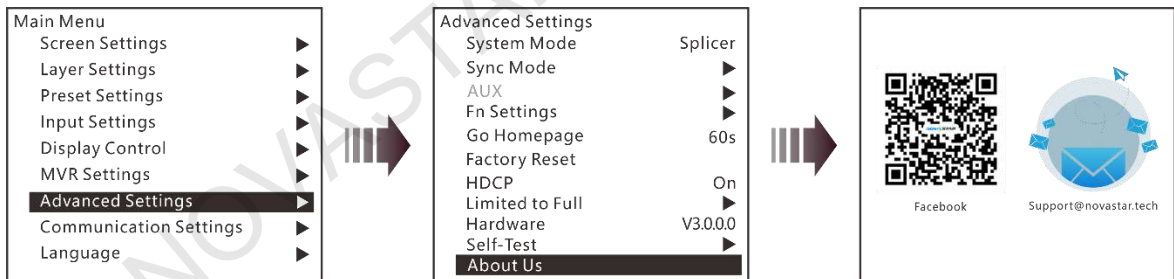 Main Menu
Screen Settings
Layer Settings
Preset Settings
Input Settings
Display Control
MVR Settings
Advanced Settings
Communication Settings
Language
Advanced Settings
System Mode Splicer
Sync Mode
AUX
Fn Settings
Go Homepage 60s
Factory Reset
HDCP On
Limited to Full
Hardware V3.0.0.0
Self-Test
About Us
Facebook
Support@novastar.tech
NOVASTAR